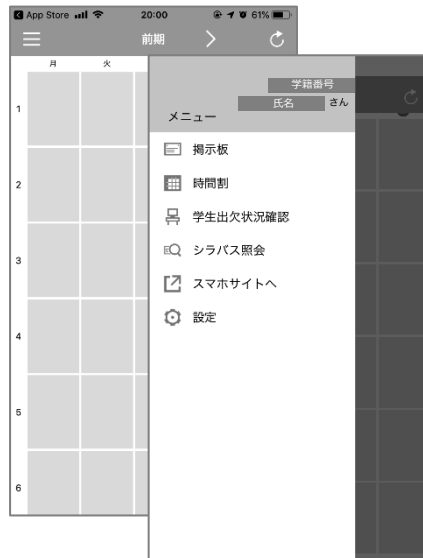 App Store 20:00 61%
前期
月 火
1
2
3
4
5
6
学籍番号
氏名 さん
メニュー
掲示板
時間割
学生出欠状況確認
シラバス照会
スマホサイトへ
設定